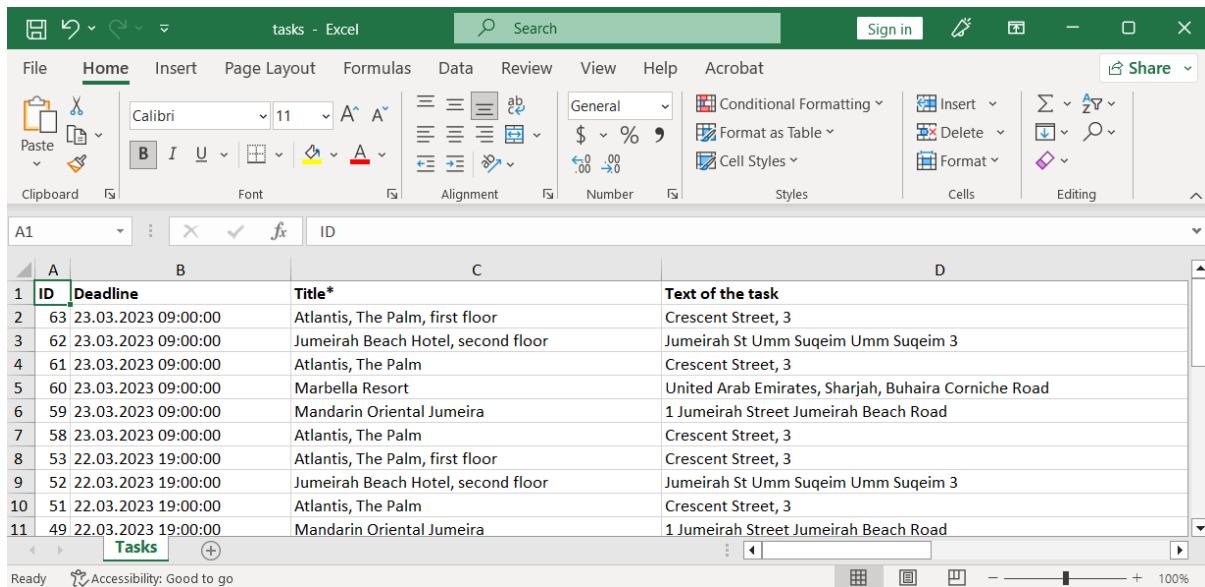 tasks - Excel Search Sign in
File Home Insert Page Layout Formulas Data Review View Help Acrobat Share
Calibri 11 A^ A˅ ab General Conditional Formatting Insert Σ A Z
Paste B I U A $ % 9 Format as Table Delete
.00 .00 Cell Styles Format
Clipboard Font Alignment Number Styles Cells Editing
A1 fx ID
A B C D
1 ID Deadline Title* Text of the task
2 63 23.03.2023 09:00:00 Atlantis, The Palm, first floor Crescent Street, 3
3 62 23.03.2023 09:00:00 Jumeirah Beach Hotel, second floor Jumeirah St Umm Suqeim Umm Suqeim 3
4 61 23.03.2023 09:00:00 Atlantis, The Palm Crescent Street, 3
5 60 23.03.2023 09:00:00 Marbella Resort United Arab Emirates, Sharjah, Buhaira Corniche Road
6 59 23.03.2023 09:00:00 Mandarin Oriental Jumeira 1 Jumeirah Street Jumeirah Beach Road
7 58 23.03.2023 09:00:00 Atlantis, The Palm Crescent Street, 3
8 53 22.03.2023 19:00:00 Atlantis, The Palm, first floor Crescent Street, 3
9 52 22.03.2023 19:00:00 Jumeirah Beach Hotel, second floor Jumeirah St Umm Suqeim Umm Suqeim 3
10 51 22.03.2023 19:00:00 Atlantis, The Palm Crescent Street, 3
11 49 22.03.2023 19:00:00 Mandarin Oriental Jumeira 1 Jumeirah Street Jumeirah Beach Road
Tasks
Ready Accessibility: Good to go 100%